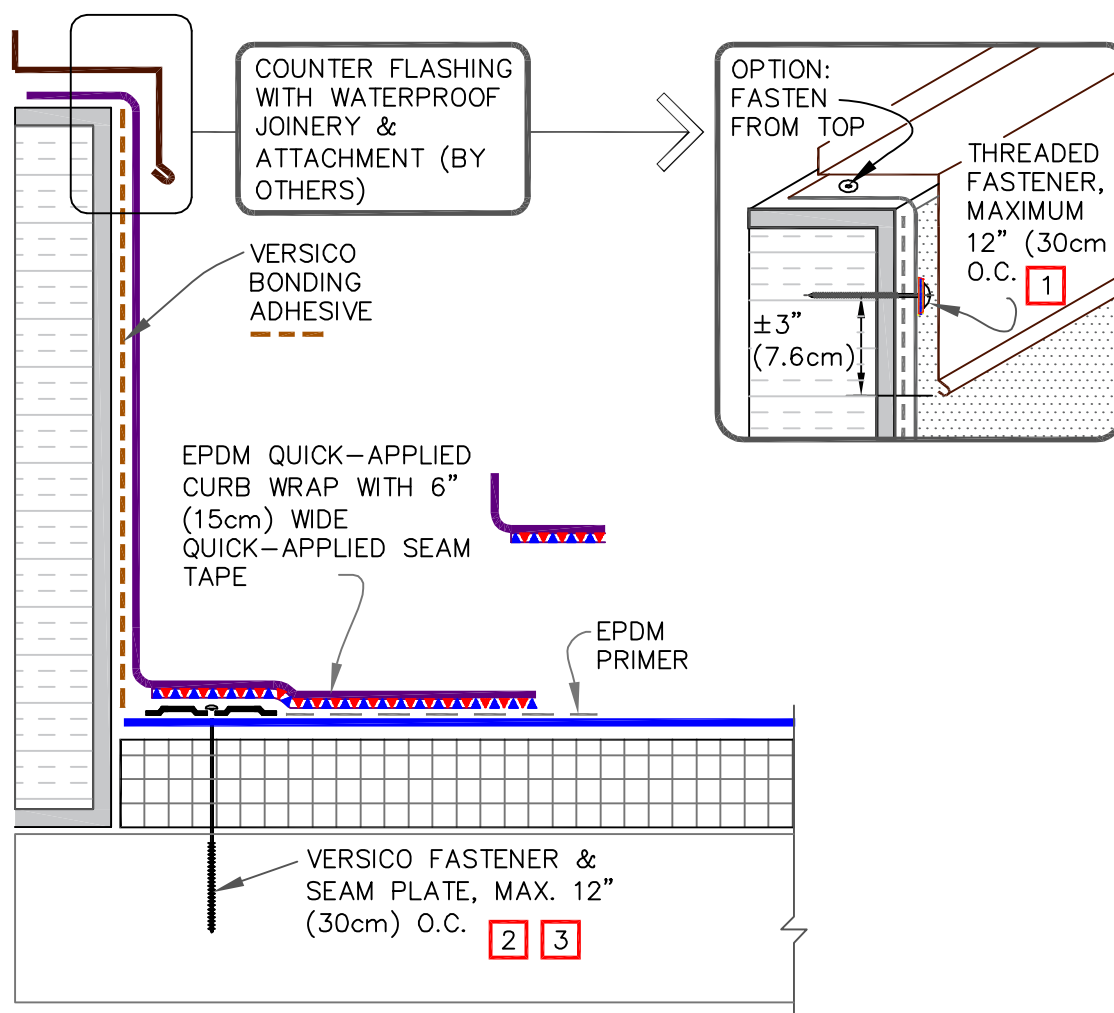 COUNTER FLASHING
WITH WATERPROOF
JOINERY &
ATTACHMENT (BY
OTHERS)
OPTION:
FASTEN
FROM TOP
THREADED
FASTENER,
MAXIMUM
12" (30cm
O.C. 1
±3"
(7.6cm)
VERSICO
BONDING
ADHESIVE
EPDM QUICK-APPLIED
CURB WRAP WITH 6"
(15cm) WIDE
QUICK-APPLIED SEAM
TAPE
EPDM
PRIMER
VERSICO FASTENER &
SEAM PLATE, MAX. 12"
(30cm) O.C. 2 3